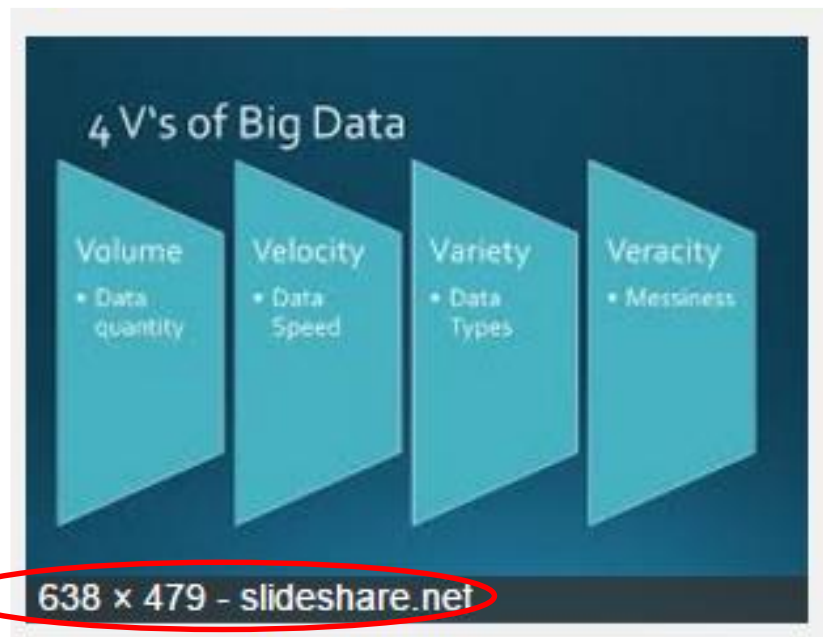 4 V's of Big Data
Volume
• Data
quantity
Velocity
• Data
Speed
Variety
• Data
Types
Veracity
• Messiness
638 × 479 - slideshare.net